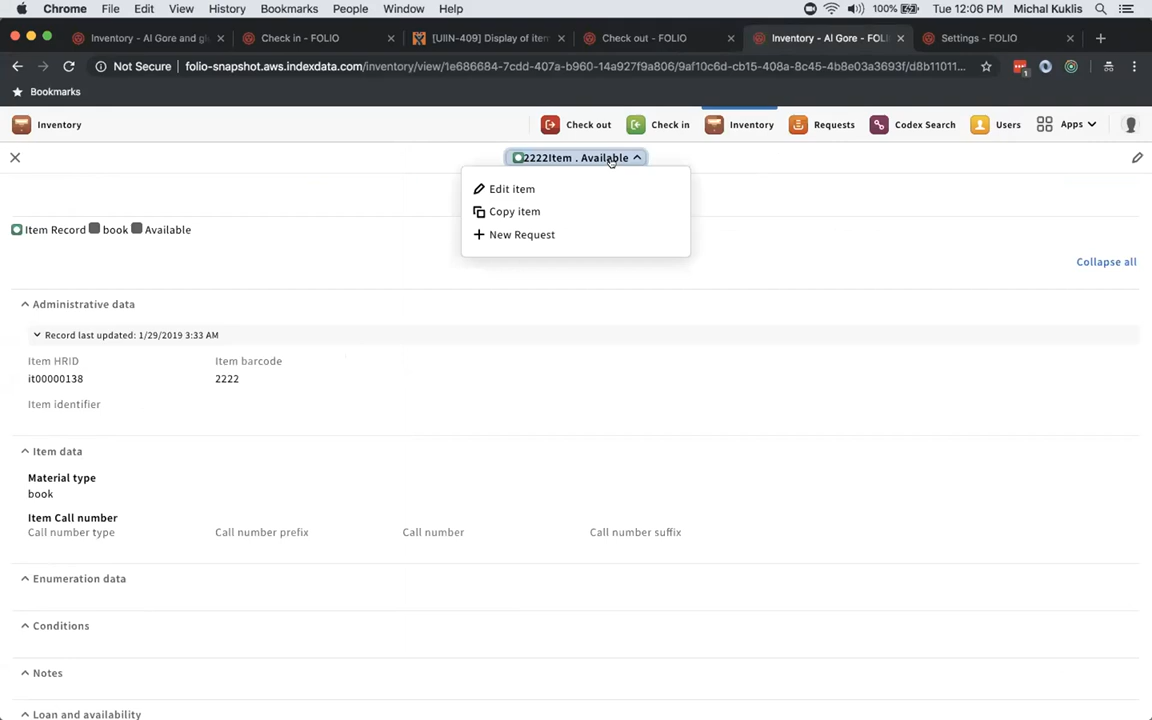 Chrome File Edit View History Bookmarks People Window Help 100% Tue 12:06 PM Michal Kuklis
Inventory - Al Gore and gl Check in - FOLIO [UIIN-409] Display of item Check out - FOLIO Inventory - Al Gore - FOLI Settings - FOLIO
Not Secure folio-snapshot.aws.indexdata.com/inventory/view/1e686684-7cdd-407a-b960-14a927f9a806/9af10c6d-cb15-408a-8c45-4b8e03a3693f/d8b11011...
Bookmarks
Inventory Check out Check in Inventory Requests Codex Search Users Apps
2222Item . Available
Edit item
Copy item
New Request
Item Record book Available
Collapse all
Administrative data
Record last updated: 1/29/2019 3:33 AM
Item HRID Item barcode
it00000138 2222
Item identifier
Item data
Material type
book
Item Call number
Call number type Call number prefix Call number Call number suffix
Enumeration data
Conditions
Notes
Loan and availability